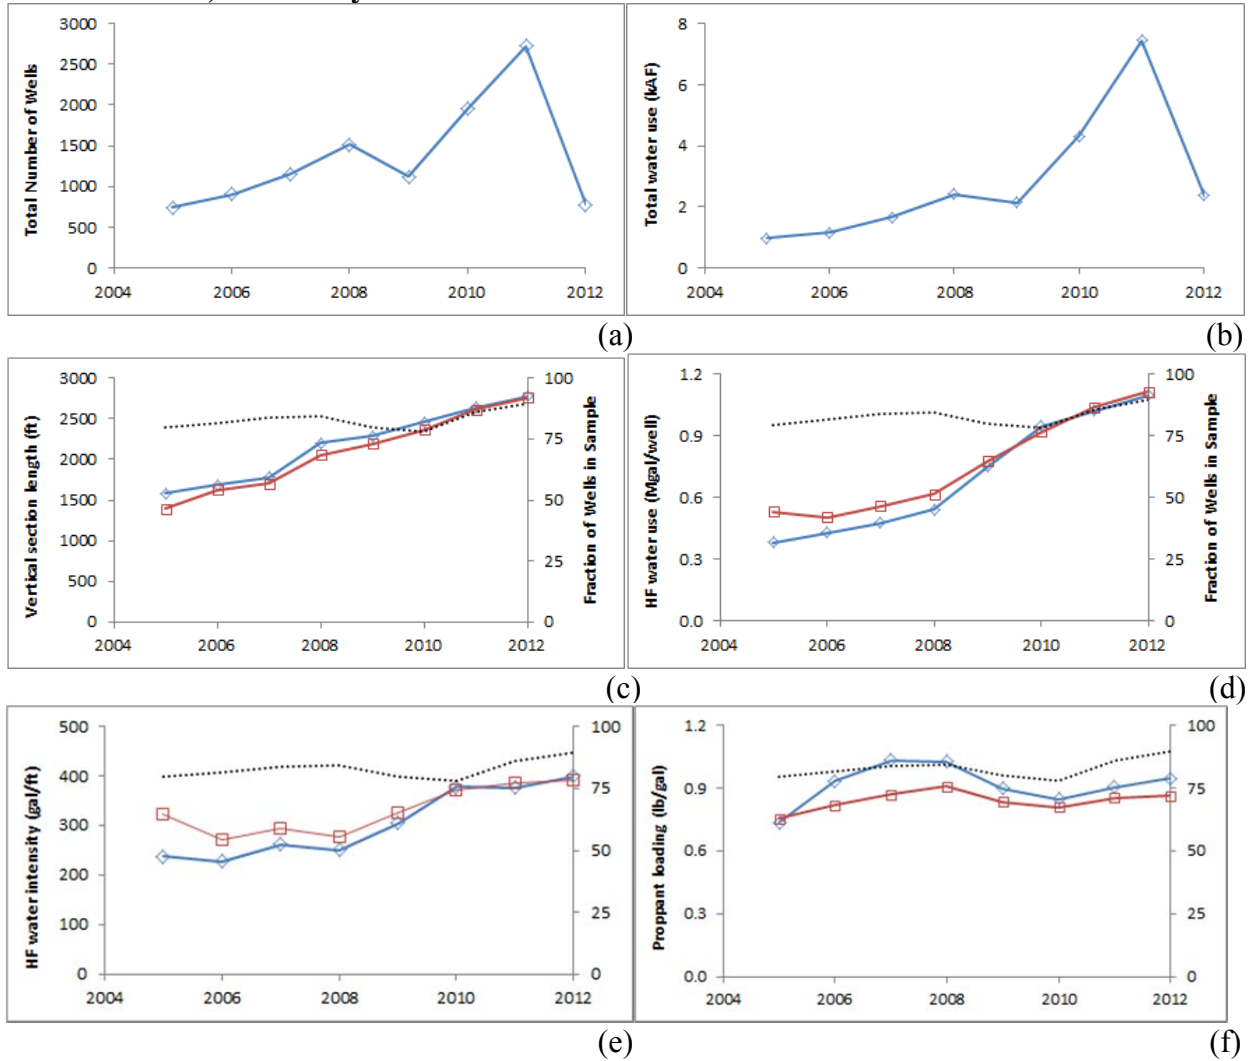 3000
2500
2000
1500
1000
500
0
2004 2006 2008 2010 2012
Total Number of Wells
(a)
8
6
4
2
0
2004 2006 2008 2010 2012
Total water use (kAF)
(b)
3000 100
2500
75
2000
1500 50
1000
25
500
0 0
2004 2006 2008 2010 2012
Vertical section length (ft)
Fraction of Wells in Sample
(c)
1.2 100
0.9 75
0.6 50
0.3 25
0.0 0
2004 2006 2008 2010 2012
HF water use (Mgal/well)
Fraction of Wells in Sample
(d)
500 100
400
75
300
50
200
25
100
0 0
2004 2006 2008 2010 2012
HF water intensity (gal/ft)
(e)
1.2 100
0.9 75
0.6 50
0.3 25
0.0 0
2004 2006 2008 2010 2012
Proppant loading (lb/gal)
(f)